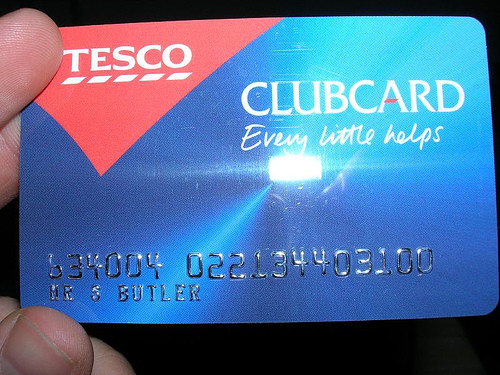 TESCO
CLUBCARD
Every little helps
634004 022134403100
MR S BUTLER